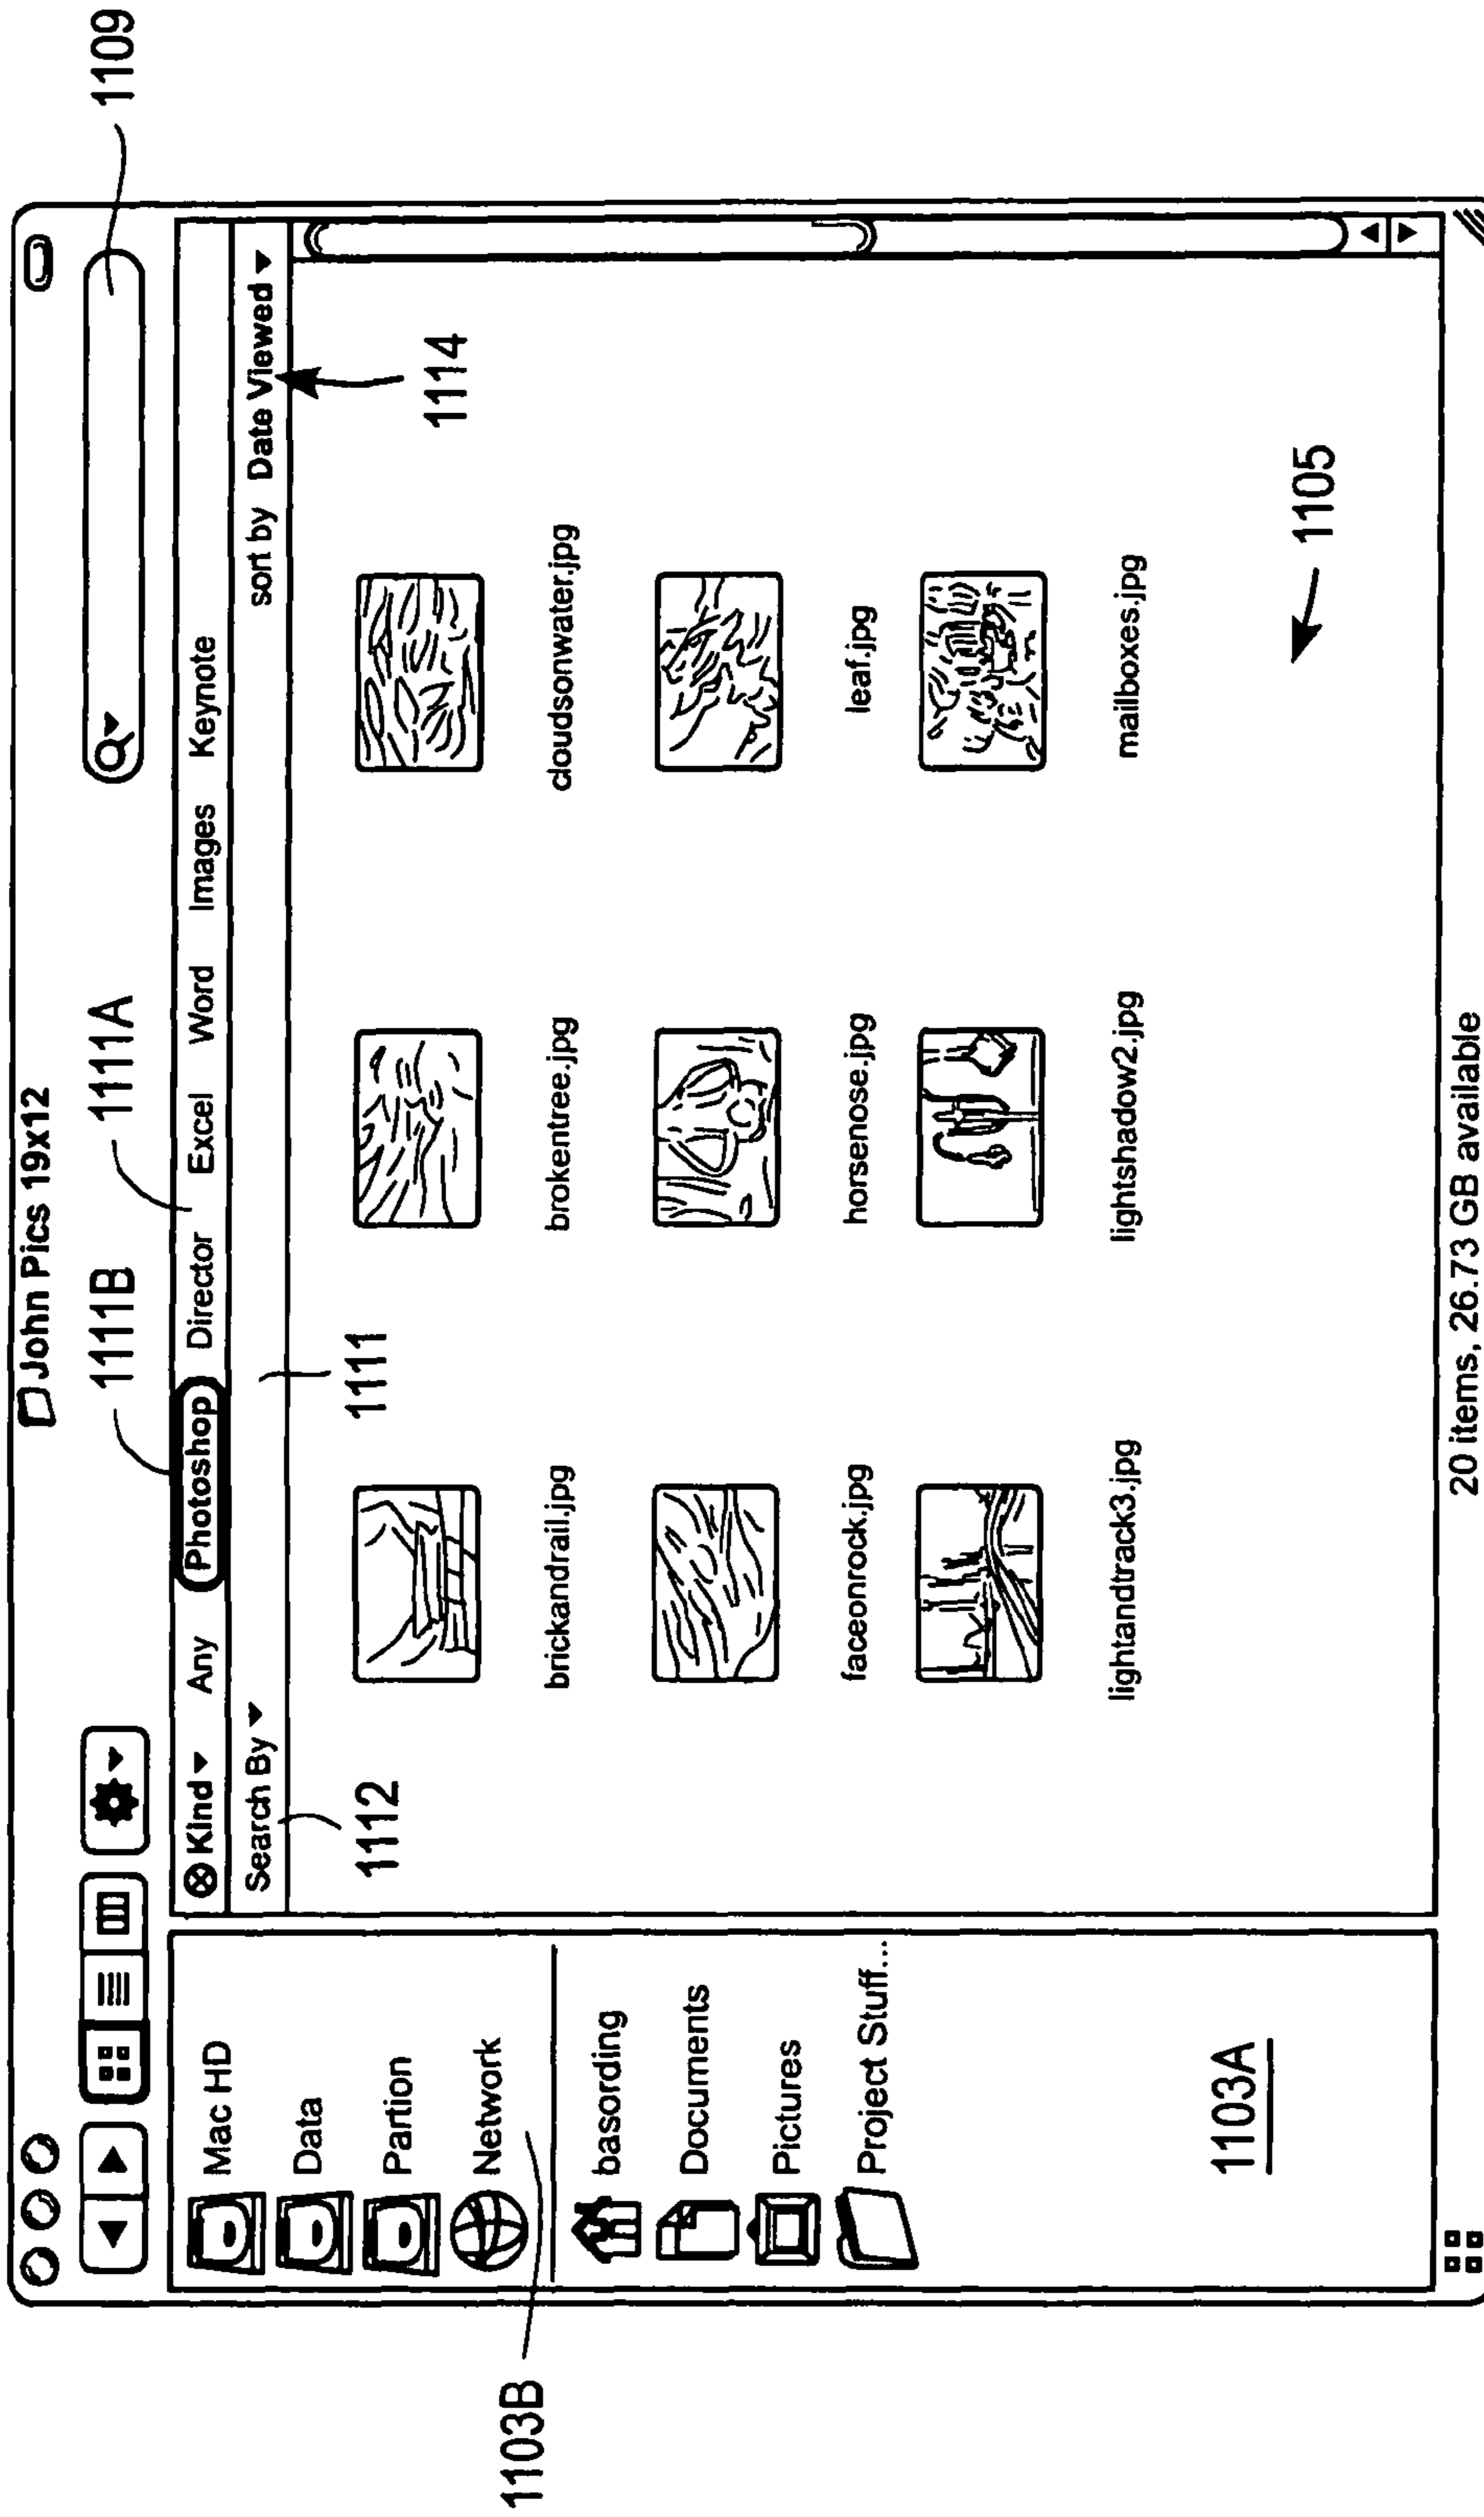 John Pics 19x12
1109
1111B
1111A
Kind Any Photoshop Director Excel Word Images Keynote
Search By
sort by Date Viewed
1112
1111
1114
Mac HD
Data
Partion
Network
basording
Documents
Pictures
Project Stuff...
1103A
1103B
brickandrail.jpg
brokentree.jpg
cloudsonwater.jpg
faceonrock.jpg
horsenose.jpg
leaf.jpg
lightandtrack3.jpg
lightshadow2.jpg
mailboxes.jpg
1105
20 items, 26.73 GB available